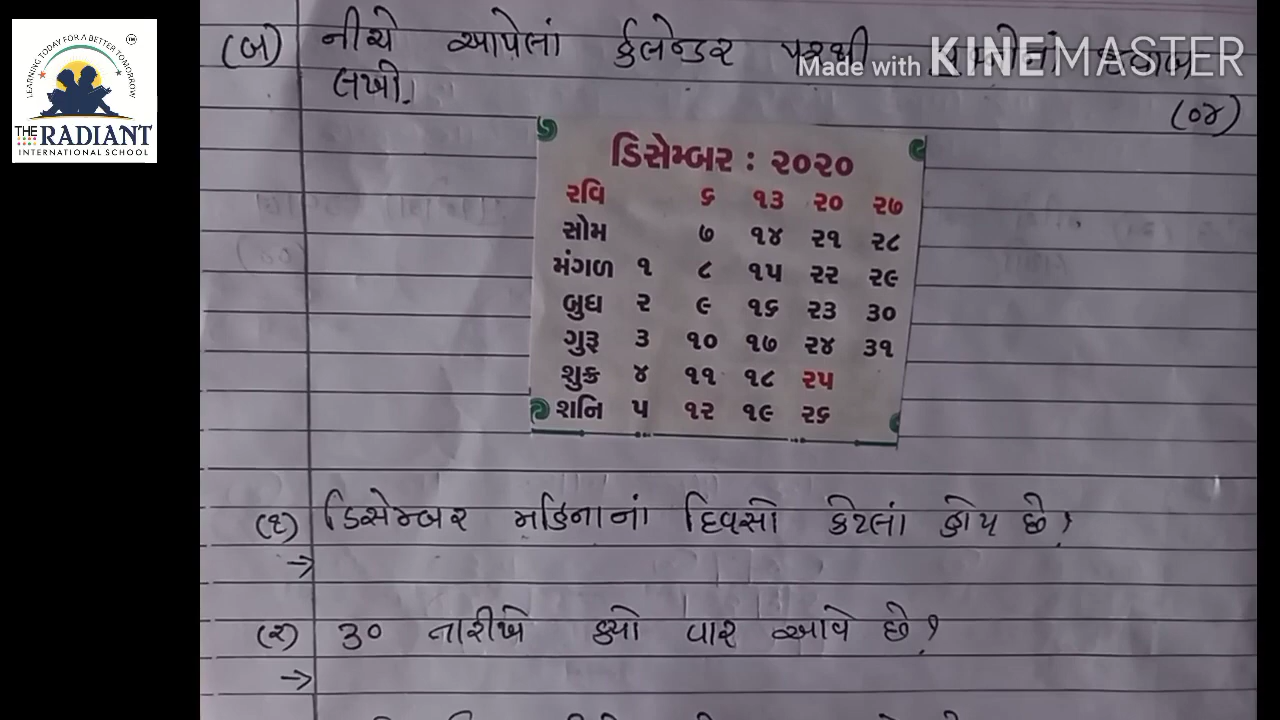 LEARNING TODAY FOR A BETTER TOMORROW
TM
THE RADIANT
INTERNATIONAL SCHOOL
Made with KINEMASTER
(બ) નીચે આપેલાં કેલેન્ડર પરથી
લખો.
(૦૪)
ડિસેમ્બર : ૨૦૨૦
રવિ ૬ ૧૩ ૨૦ ૨૭
સોમ ૭ ૧૪ ૨૧ ૨૮
મંગળ ૧ ૮ ૧૫ ૨૨ ૨૯
બુધ ૨ ૯ ૧૬ ૨૩ ૩૦
ગુરૂ ૩ ૧૦ ૧૭ ૨૪ ૩૧
શુક્ર ૪ ૧૧ ૧૮ ૨૫
શનિ ૫ ૧૨ ૧૯ ૨૬
(૧) ડિસેમ્બર મહિનાનાં દિવસો કેટલાં હોય છે?
→
(૨) ૩૦ તારીખે ક્યો વાર આવે છે?
→